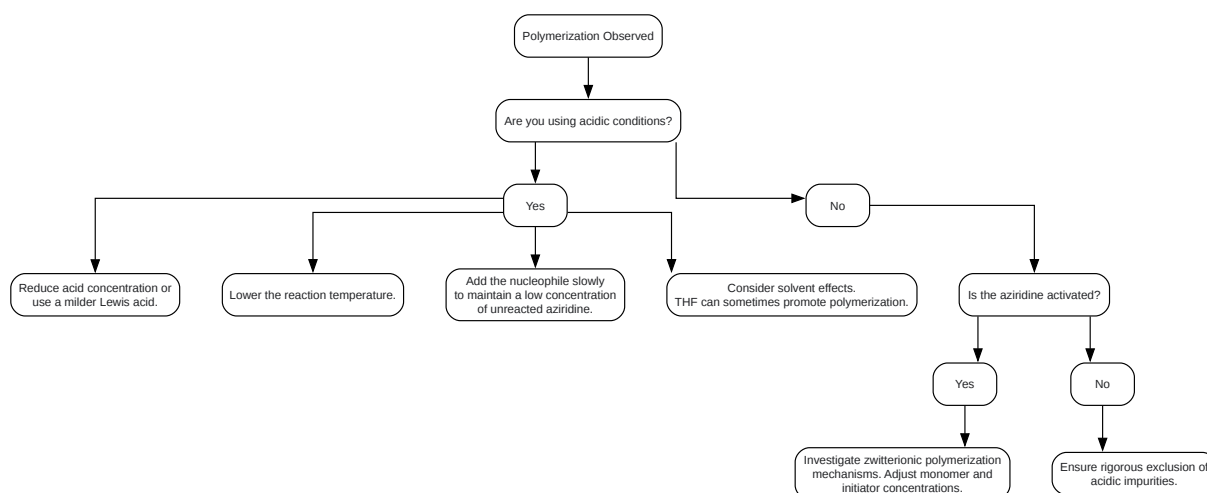 Polymerization Observed
Are you using acidic conditions?
Yes
No
Reduce acid concentration or
use a milder Lewis acid.
Lower the reaction temperature.
Add the nucleophile slowly
to maintain a low concentration
of unreacted aziridine.
Consider solvent effects.
THF can sometimes promote polymerization.
Is the aziridine activated?
Yes
No
Investigate zwitterionic polymerization
mechanisms. Adjust monomer and
initiator concentrations.
Ensure rigorous exclusion of
acidic impurities.